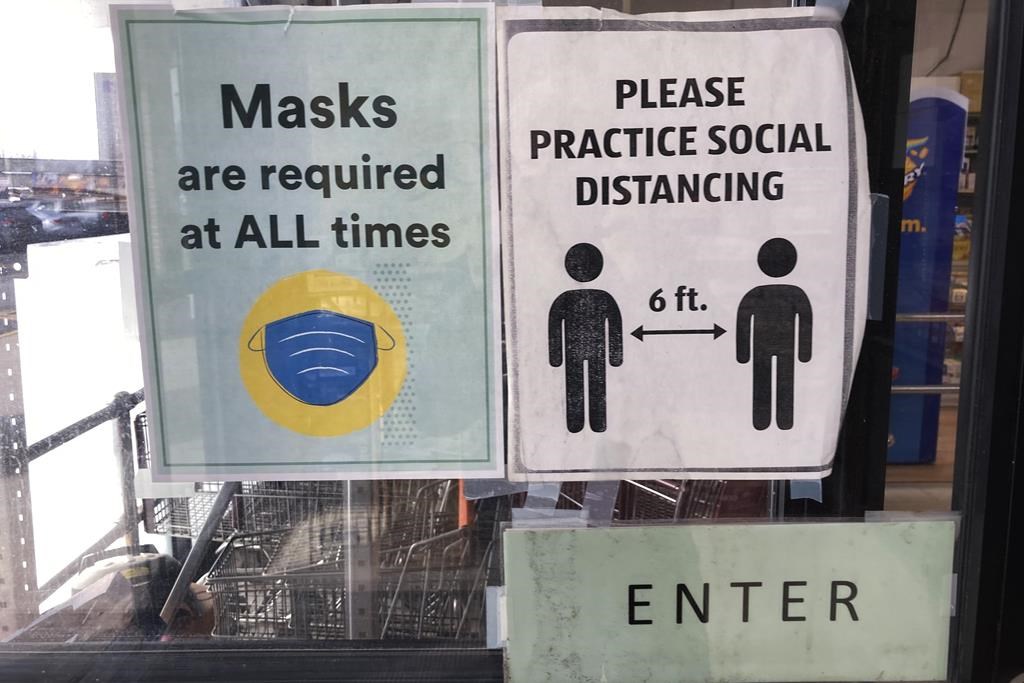 Masks
are required
at ALL times
PLEASE
PRACTICE SOCIAL
DISTANCING
6 ft.
ENTER